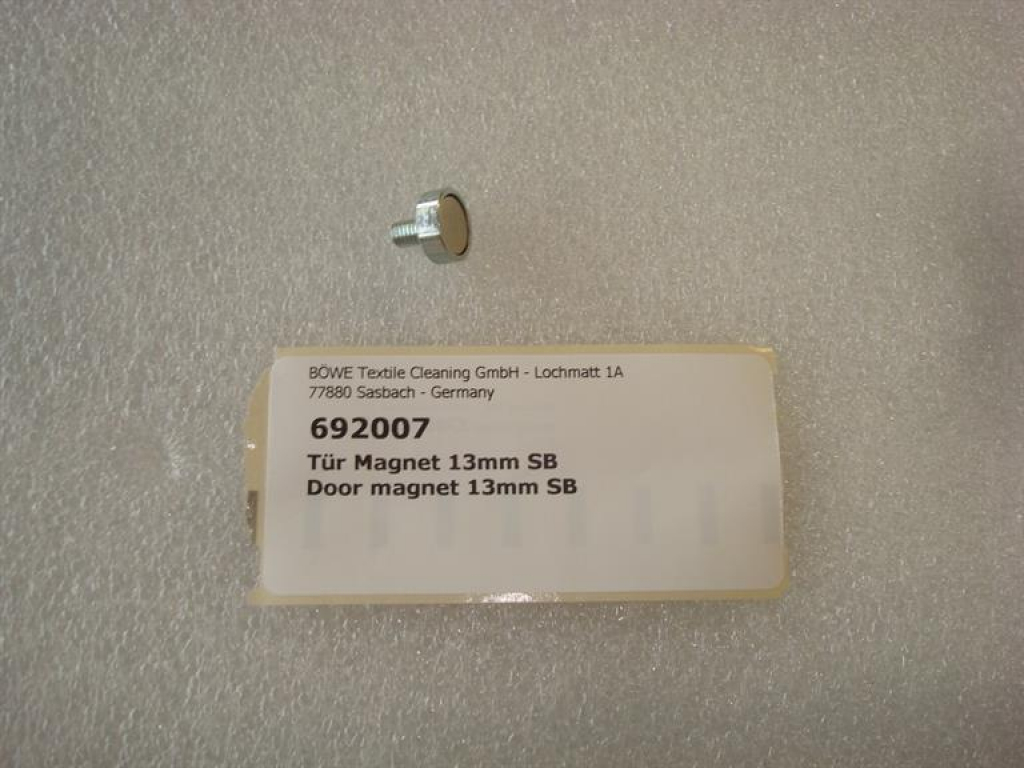 BÖWE Textile Cleaning GmbH - Lochmatt 1A
77880 Sasbach - Germany
692007
Tür Magnet 13mm SB
Door magnet 13mm SB